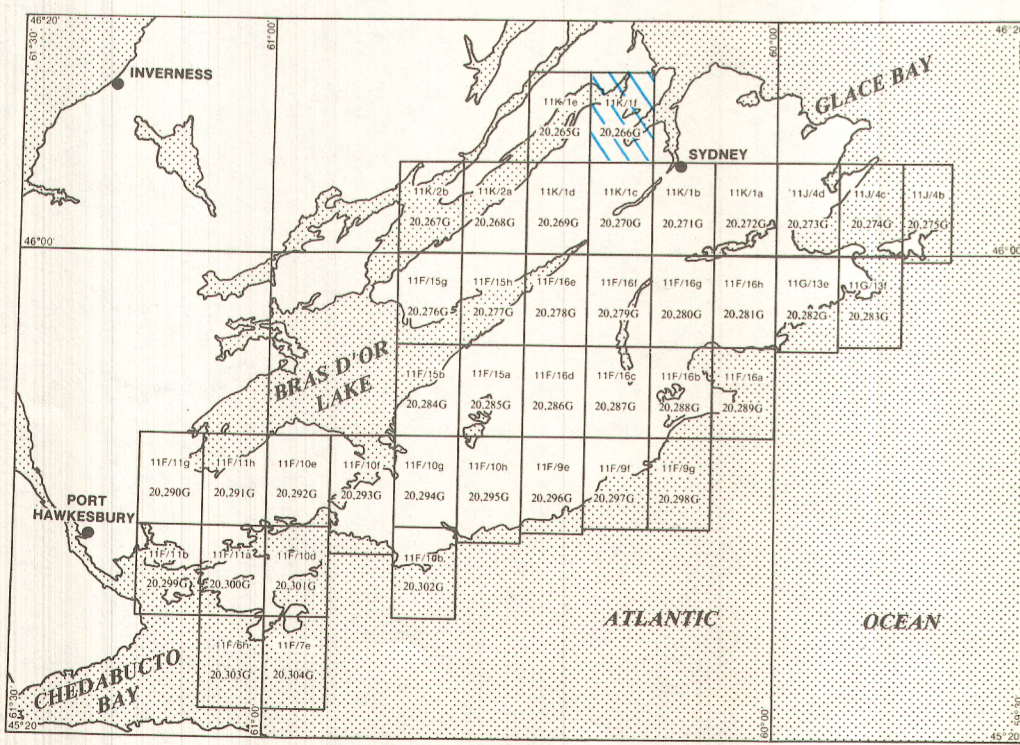 46°20'
61°30'
61°00'
60°00'
46°20'
INVERNESS
GLACE BAY
11K/1e
11K/1f
20,265G
20,266G
SYDNEY
11K/2b
11K/2a
11K/1d
11K/1c
11K/1b
11K/1a
11J/4d
11J/4c
11J/4b
20,267G
20,268G
20,269G
20,270G
20,271G
20,272G
20,273G
20,274G
20,275G
46°00'
46°00'
11F/15g
11F/15h
11F/16e
11F/16f
11F/16g
11F/16h
11G/13e
11G/13f
20,276G
20,277G
20,278G
20,279G
20,280G
20,281G
20,282G
20,283G
BRAS D'OR
LAKE
11F/15b
11F/15a
11F/16d
11F/16c
11F/16b
11F/16a
20,284G
20,285G
20,286G
20,287G
20,288G
20,289G
11F/11g
11F/11h
11F/10e
11F/10f
11F/10g
11F/10h
11F/9e
11F/9f
11F/9g
20,290G
20,291G
20,292G
20,293G
20,294G
20,295G
20,296G
20,297G
20,298G
PORT
HAWKESBURY
11F/11b
11F/11a
11F/10d
11F/10b
20,299G
20,300G
20,301G
20,302G
ATLANTIC OCEAN
11F/6h
11F/7e
20,303G
20,304G
CHEDABUCTO
BAY
61°30'
45°20'
61°00'
60°00'
45°20'